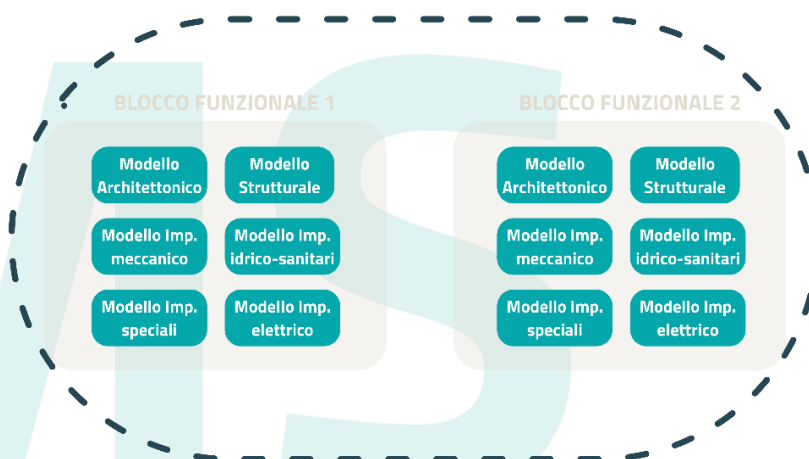 BLOCCO FUNZIONALE 1
Modello
Architettonico
Modello
Strutturale
Modello Imp.
meccanico
Modello Imp.
idrico-sanitari
Modello Imp.
speciali
Modello Imp.
elettrico
BLOCCO FUNZIONALE 2
Modello
Architettonico
Modello
Strutturale
Modello Imp.
meccanico
Modello Imp.
idrico-sanitari
Modello Imp.
speciali
Modello Imp.
elettrico